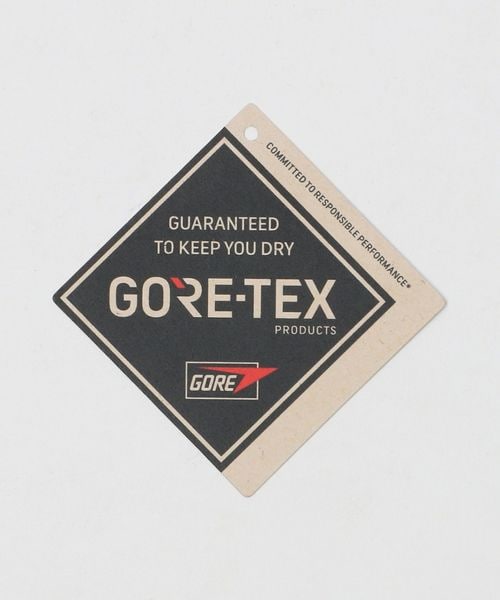 COMMITTED TO RESPONSIBLE PERFORMANCE*
GUARANTEED
TO KEEP YOU DRY
GORE-TEX
PRODUCTS
GORE